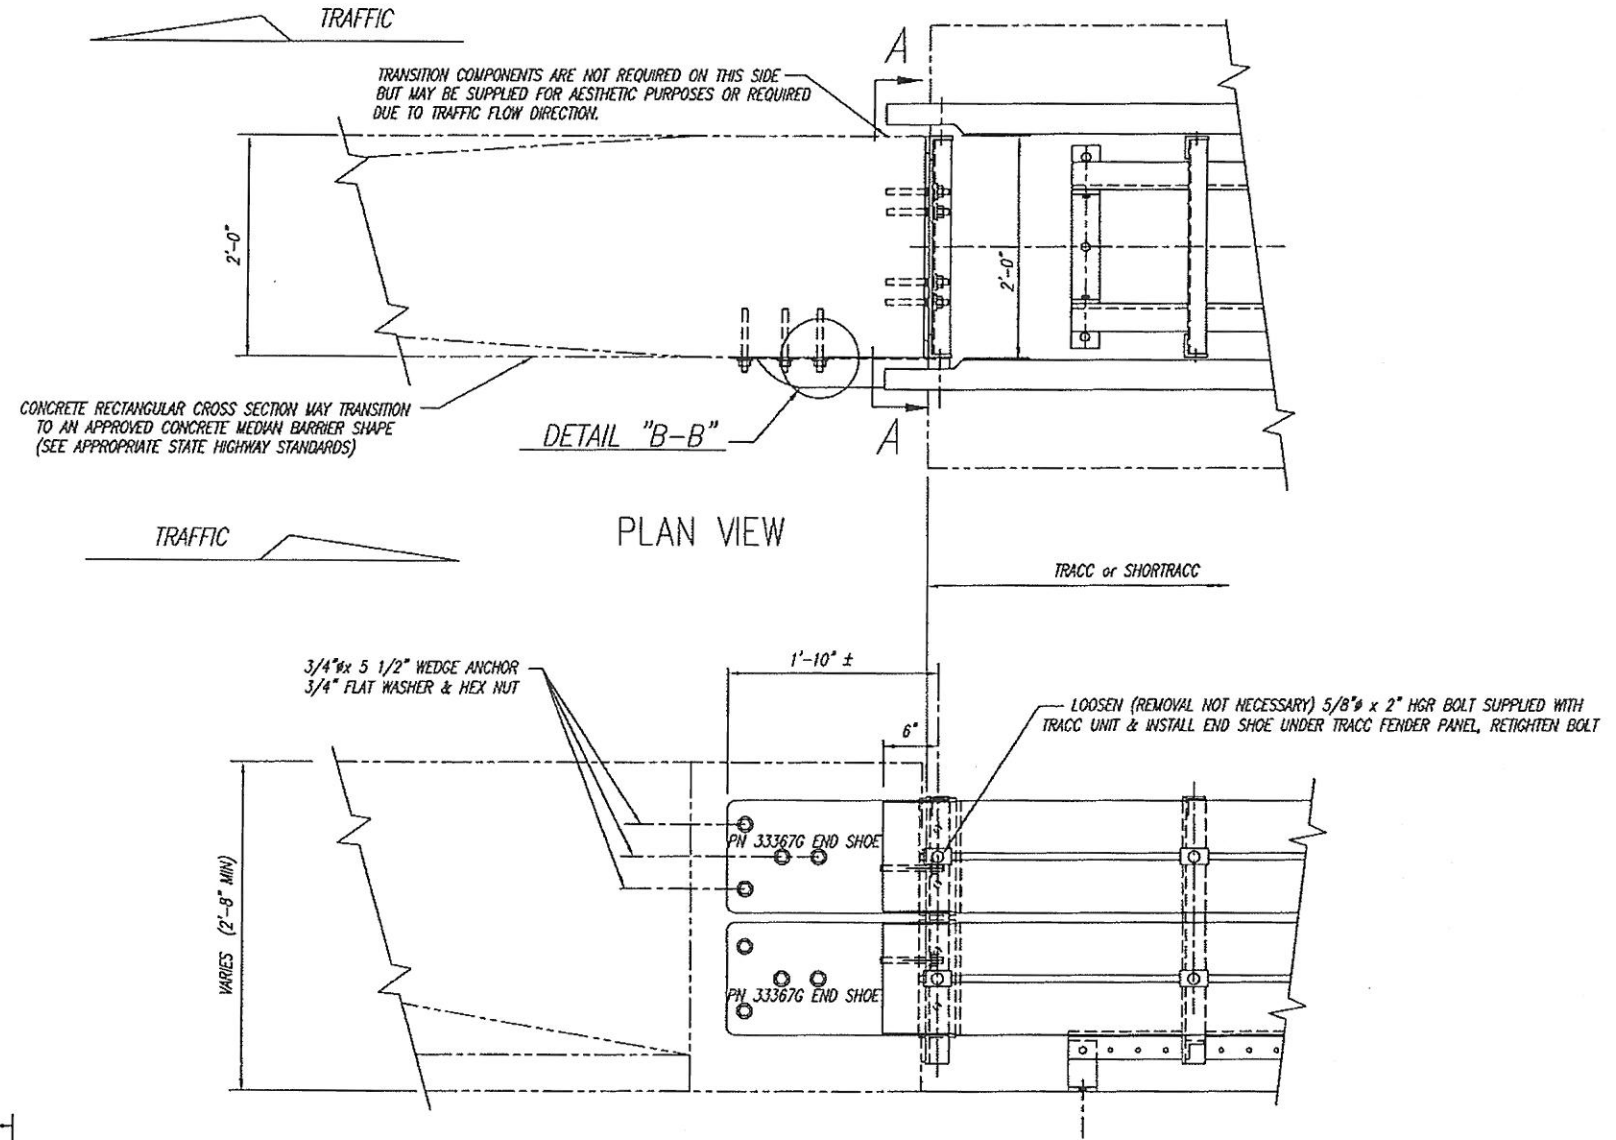 TRAFFIC
A
TRANSITION COMPONENTS ARE NOT REQUIRED ON THIS SIDE
BUT MAY BE SUPPLIED FOR AESTHETIC PURPOSES OR REQUIRED
DUE TO TRAFFIC FLOW DIRECTION.
2'-0"
2'-0"
CONCRETE RECTANGULAR CROSS SECTION MAY TRANSITION
TO AN APPROVED CONCRETE MEDIAN BARRIER SHAPE
(SEE APPROPRIATE STATE HIGHWAY STANDARDS)
DETAIL "B-B"
A
TRAFFIC
PLAN VIEW
TRACC or SHORTRACC
3/4"ø x 5 1/2" WEDGE ANCHOR
3/4" FLAT WASHER & HEX NUT
1'-10" ±
6"
LOOSEN (REMOVAL NOT NECESSARY) 5/8"ø x 2" HGR BOLT SUPPLIED WITH
TRACC UNIT & INSTALL END SHOE UNDER TRACC FENDER PANEL, RETIGHTEN BOLT
VARIES (2'-8" MIN)
PN 33367G END SHOE
PN 33367G END SHOE